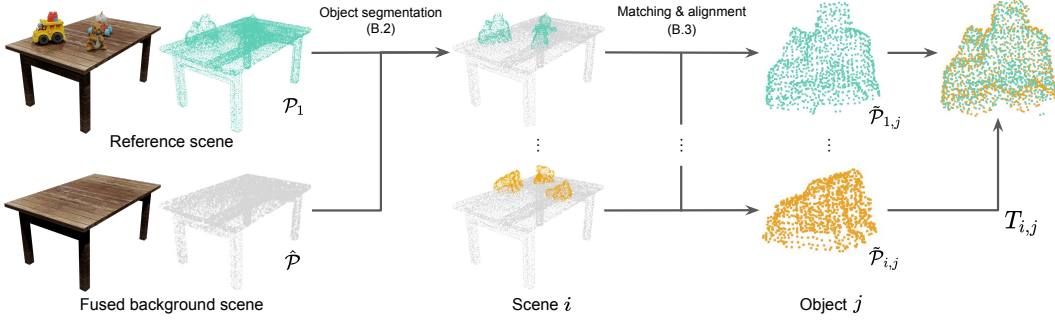 Object segmentation
(B.2)
Matching & alignment
(B.3)
𝒫₁
𝒫̃₁,ⱼ
Reference scene
⋮
⋮
⋮
𝒫̂
𝒫̃ᵢ,ⱼ
Tᵢ,ⱼ
Fused background scene
Scene i
Object j